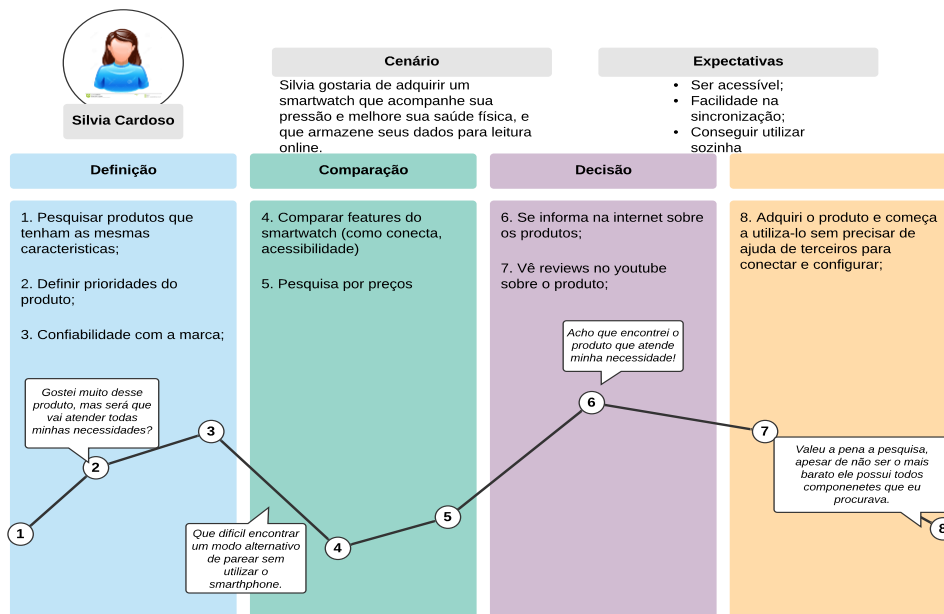 Silvia Cardoso
Cenário
Silvia gostaria de adquirir um
smartwatch que acompanhe sua
pressão e melhore sua saúde física, e
que armazene seus dados para leitura
online.
Expectativas
• Ser acessível;
• Facilidade na
sincronização;
• Conseguir utilizar
sozinha
Definição
Comparação
Decisão
1. Pesquisar produtos que
tenham as mesmas
caracteristicas;
2. Definir prioridades do
produto;
3. Confiabilidade com a marca;
4. Comparar features do
smartwatch (como conecta,
acessibilidade)
5. Pesquisa por preços
6. Se informa na internet sobre
os produtos;
7. Vê reviews no youtube
sobre o produto;
8. Adquiri o produto e começa
a utiliza-lo sem precisar de
ajuda de terceiros para
conectar e configurar;
Gostei muito desse
produto, mas será que
vai atender todas
minhas necessidades?
Que dificil encontrar
um modo alternativo
de parear sem
utilizar o
smarthphone.
Acho que encontrei o
produto que atende
minha necessidade!
Valeu a pena a pesquisa,
apesar de não ser o mais
barato ele possui todos
componenetes que eu
procurava.
1
2
3
4
5
6
7
8